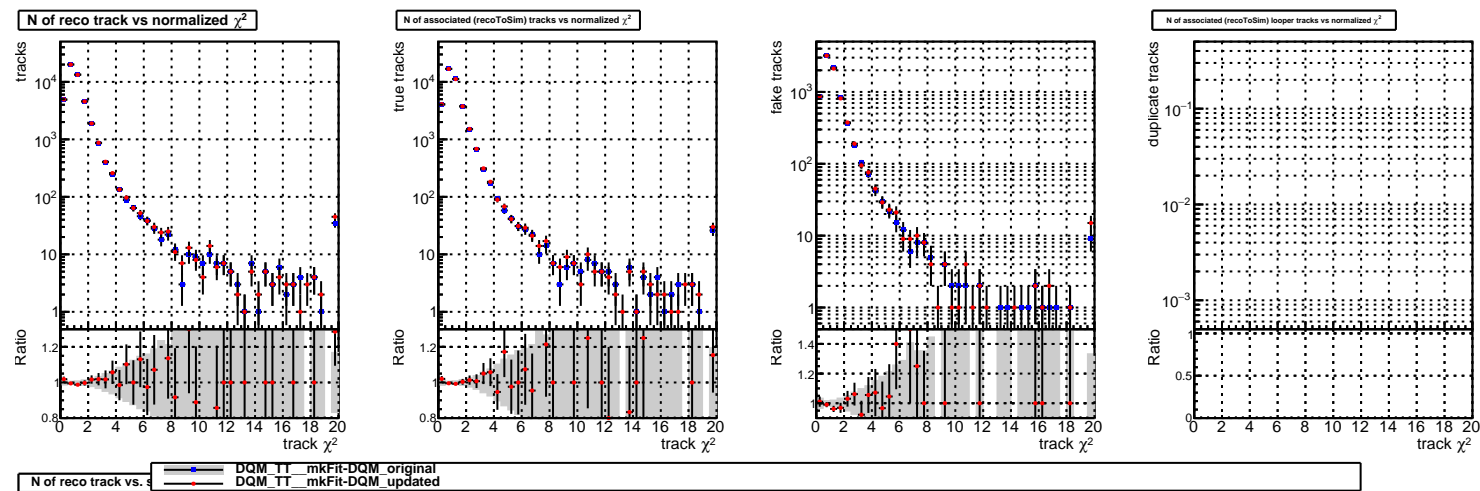 N of reco track vs normalized χ²
N of associated (recoToSim) tracks vs normalized χ²
N of associated (recoToSim) looper tracks vs normalized χ²
tracks
10⁴
10³
10²
10
1
Ratio
1.2
1
0.8
0 2 4 6 8 10 12 14 16 18 20
track χ²
true tracks
10⁴
10³
10²
10
1
Ratio
1.2
1
0.8
0 2 4 6 8 10 12 14 16 18 20
track χ²
fake tracks
10³
10²
10
1
Ratio
1.4
1.2
1
0 2 4 6 8 10 12 14 16 18 20
track χ²
duplicate tracks
10⁻¹
10⁻²
10⁻³
Ratio
1
0.5
0
0 2 4 6 8 10 12 14 16 18 20
track χ²
N of reco track vs. s
DQM_TT__mkFit-DQM_original
DQM_TT__mkFit-DQM_updated